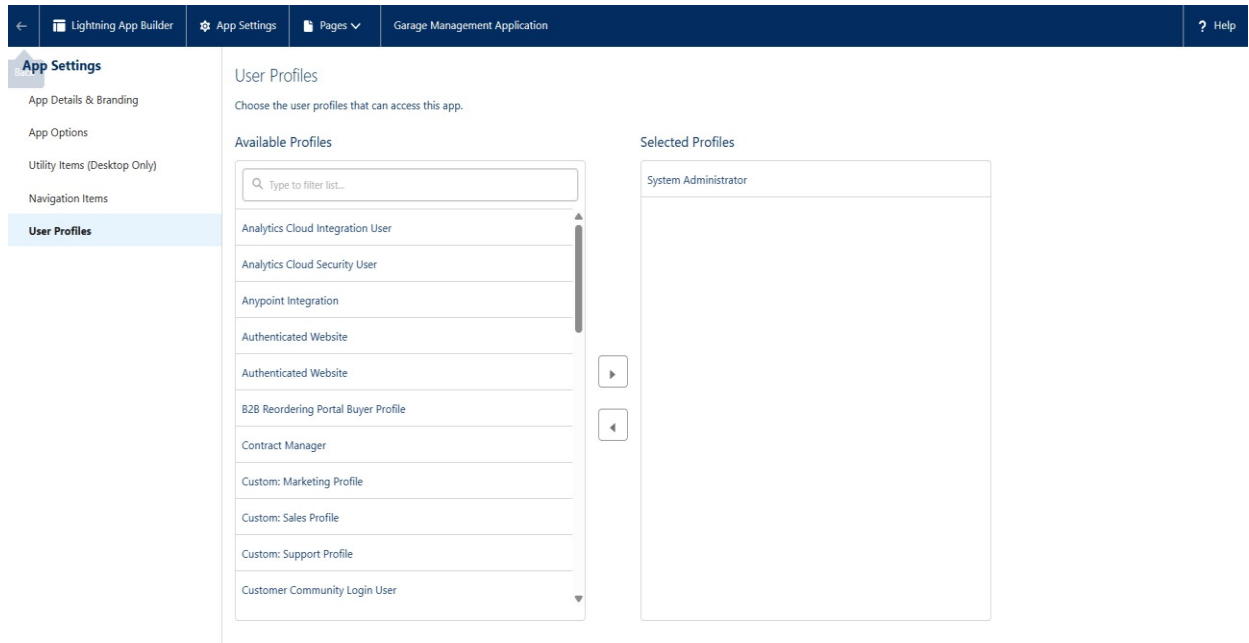 Lightning App Builder App Settings Pages Garage Management Application ? Help
App Settings
App Details & Branding
App Options
Utility Items (Desktop Only)
Navigation Items
User Profiles
User Profiles
Choose the user profiles that can access this app.
Available Profiles
Type to filter list...
Analytics Cloud Integration User
Analytics Cloud Security User
Anypoint Integration
Authenticated Website
Authenticated Website
B2B Reordering Portal Buyer Profile
Contract Manager
Custom: Marketing Profile
Custom: Sales Profile
Custom: Support Profile
Customer Community Login User
Selected Profiles
System Administrator